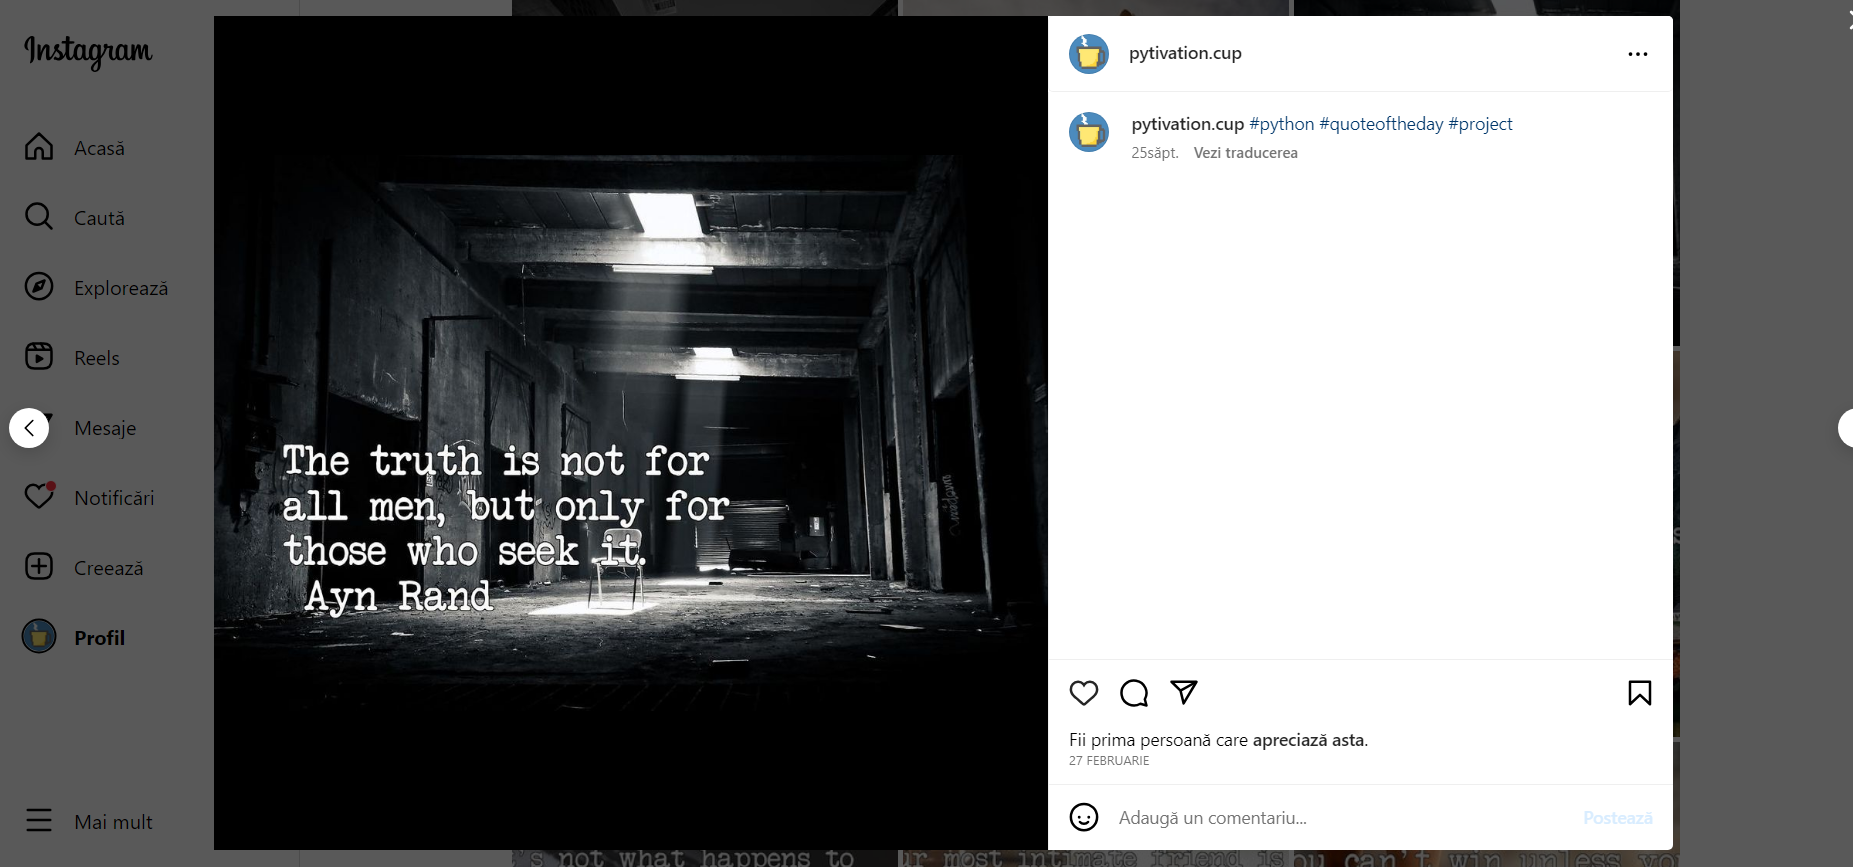 Instagram
Acasă
Caută
Explorează
Reels
Mesaje
Notificări
Creează
Profil
Mai mult
The truth is not for
all men, but only for
those who seek it.
Ayn Rand
pytivation.cup
pytivation.cup #python #quoteoftheday #project
25săpt. Vezi traducerea
Fii prima persoană care apreciază asta.
27 FEBRUARIE
Adaugă un comentariu... Postează
's not what happens to
ur most intimate friend is
ou can't win unless you